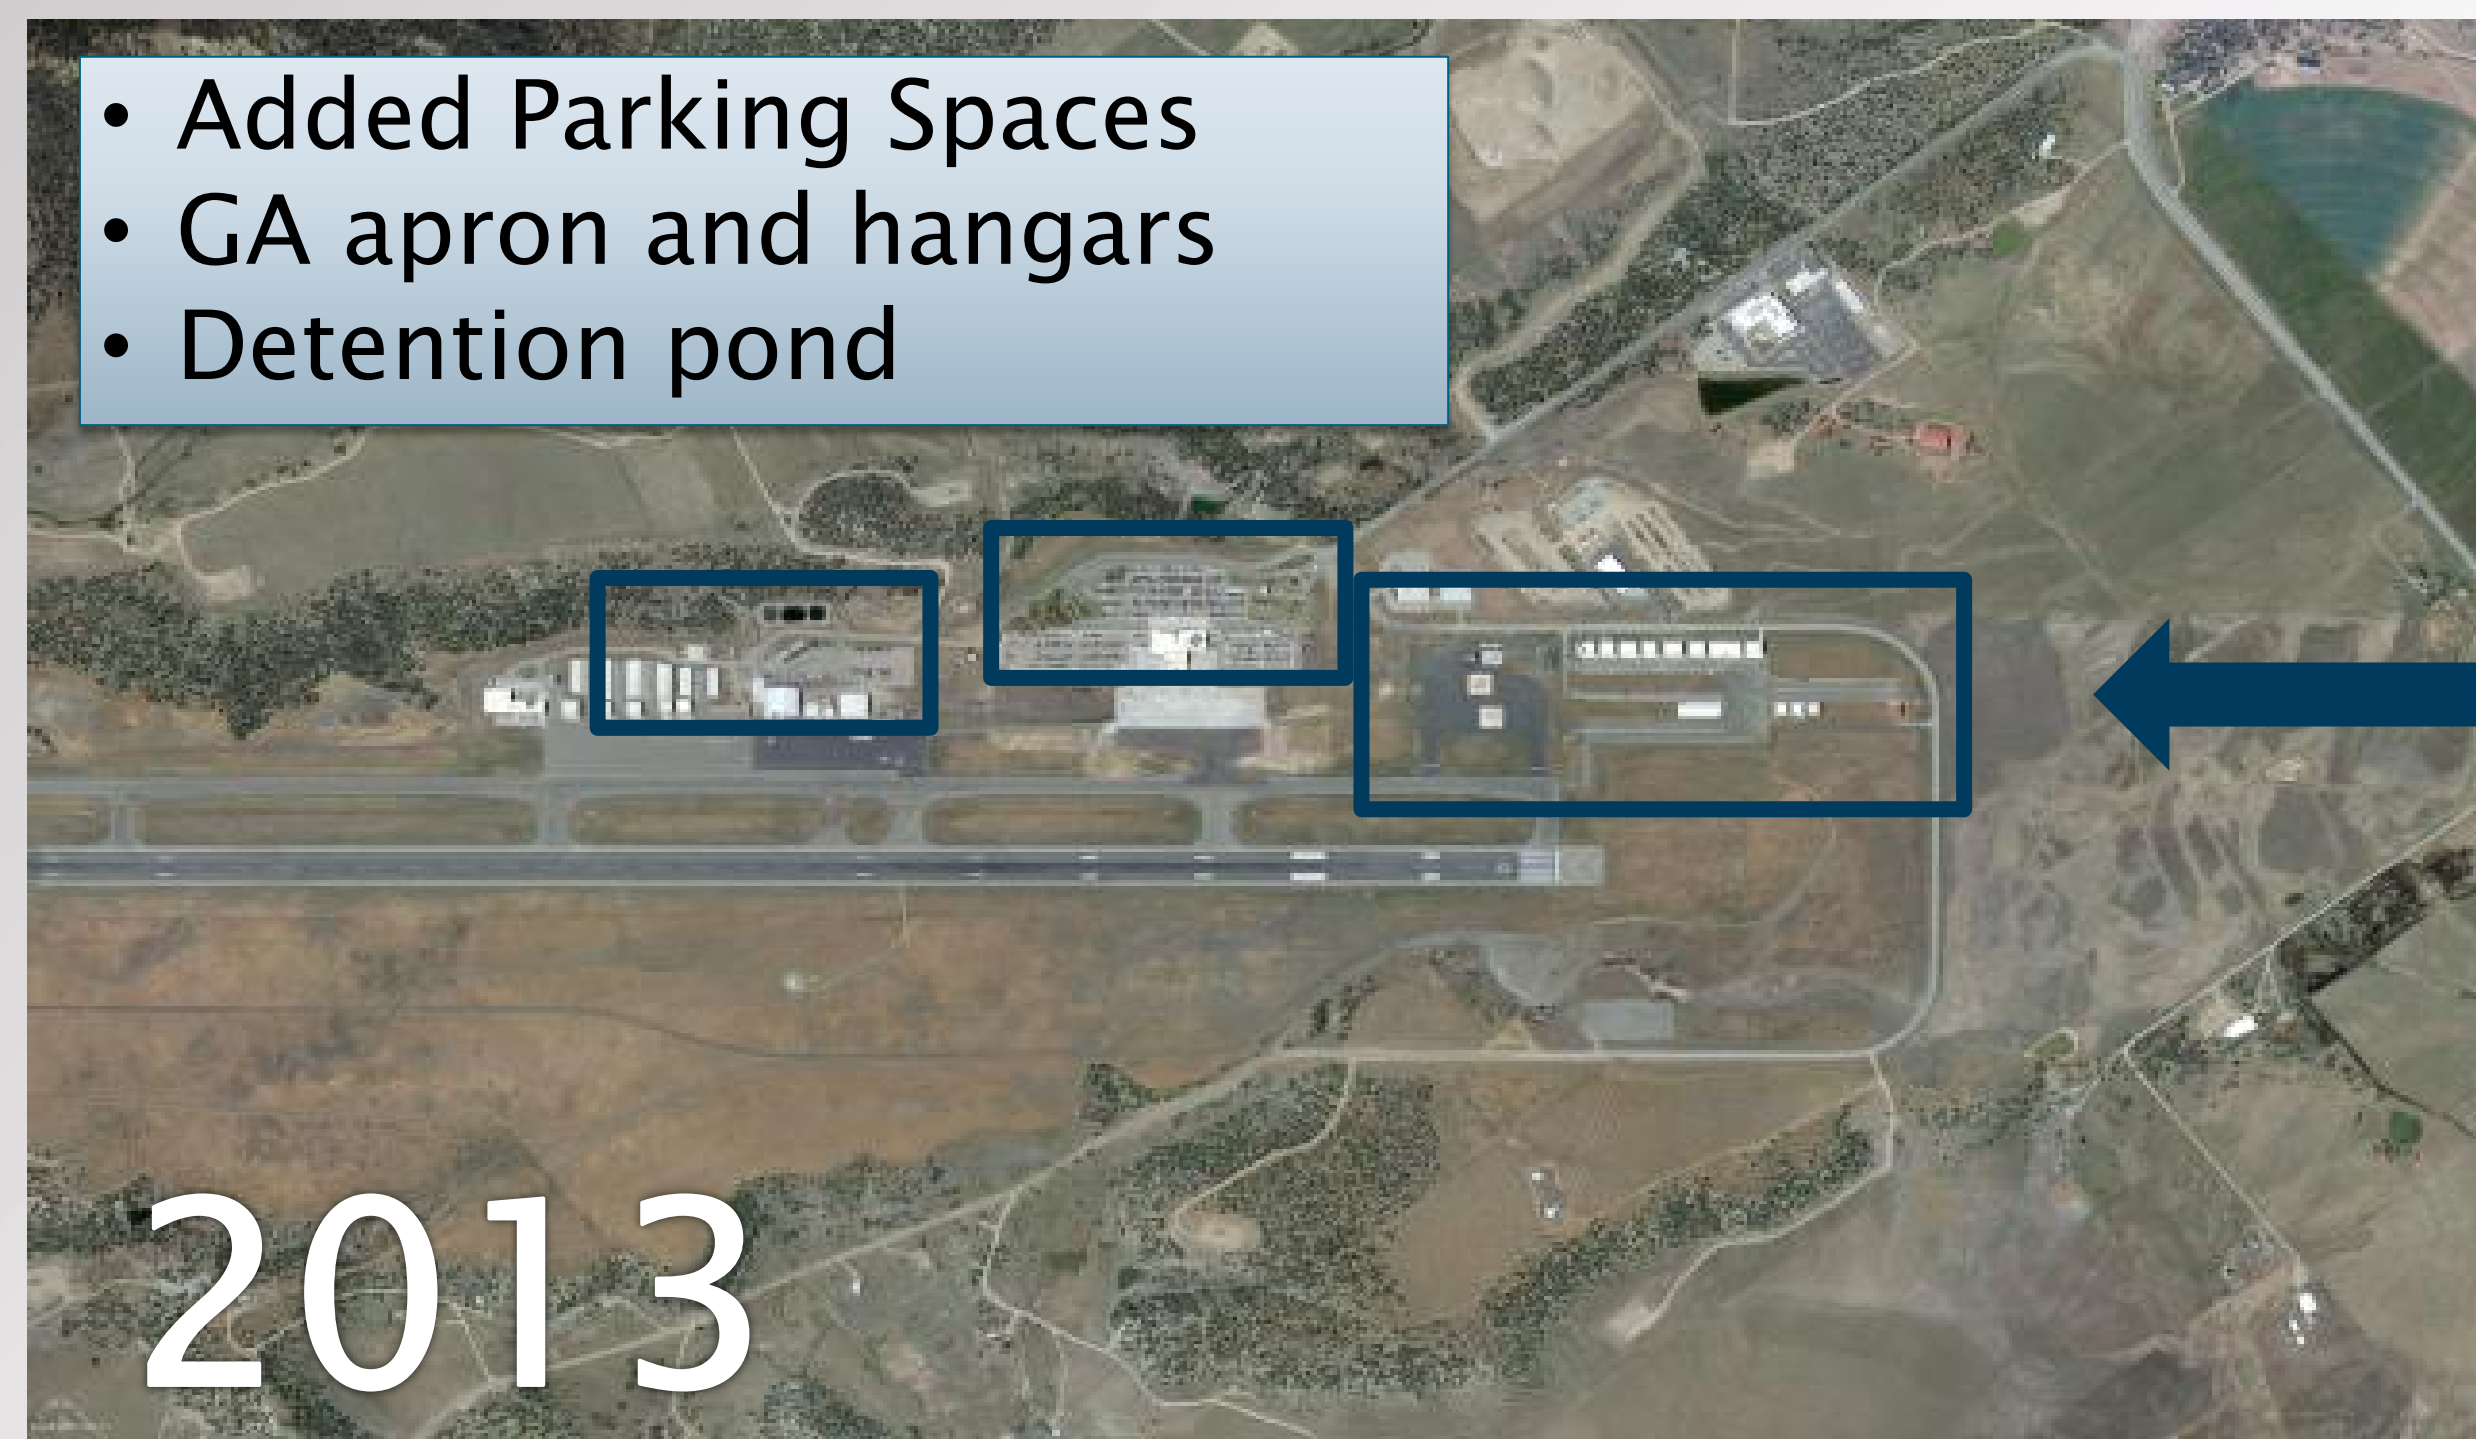 • Added Parking Spaces
• GA apron and hangars
• Detention pond
2013